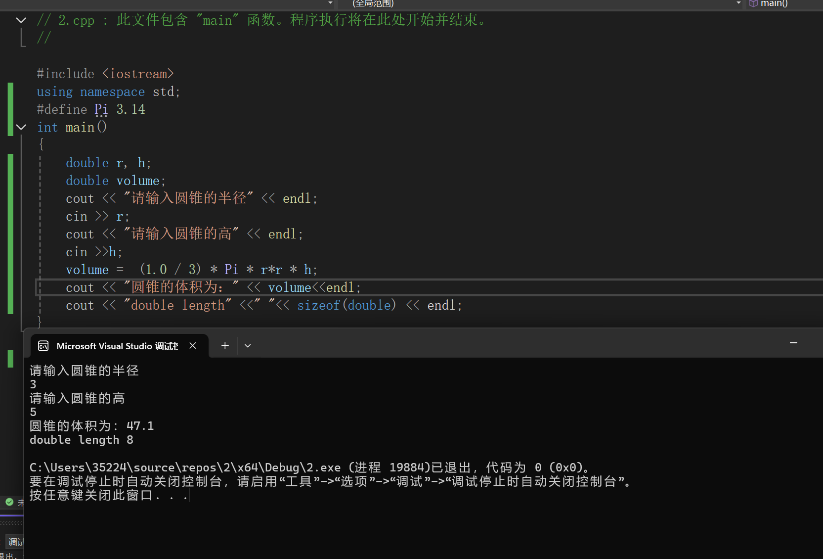 (全局范围) main()
// 2.cpp : 此文件包含 "main" 函数。程序执行将在此处开始并结束。
//
#include <iostream>
using namespace std;
#define Pi 3.14
int main()
{
double r, h;
double volume;
cout << "请输入圆锥的半径" << endl;
cin >> r;
cout << "请输入圆锥的高" << endl;
cin >>h;
volume = (1.0 / 3) * Pi * r*r * h;
cout << "圆锥的体积为: " << volume<<endl;
cout << "double length" <<" "<< sizeof(double) << endl;
}
Microsoft Visual Studio 调试控
请输入圆锥的半径
3
请输入圆锥的高
5
圆锥的体积为: 47.1
double length 8
C:\Users\35224\source\repos\2\x64\Debug\2.exe (进程 19884)已退出，代码为 0 (0x0)。
要在调试停止时自动关闭控制台，请启用“工具”->“选项”->“调试”->“调试停止时自动关闭控制台”。
按任意键关闭此窗口. . .